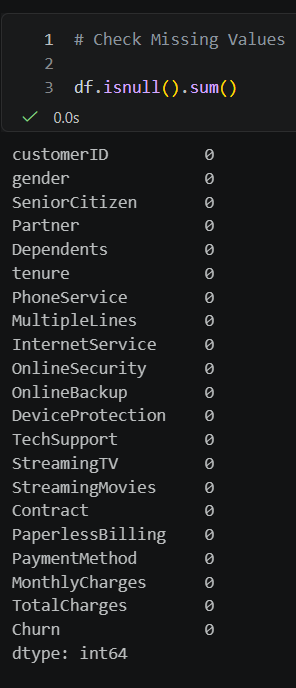 1 # Check Missing Values
2
3 df.isnull().sum()
0.0s
customerID 0
gender 0
SeniorCitizen 0
Partner 0
Dependents 0
tenure 0
PhoneService 0
MultipleLines 0
InternetService 0
OnlineSecurity 0
OnlineBackup 0
DeviceProtection 0
TechSupport 0
StreamingTV 0
StreamingMovies 0
Contract 0
PaperlessBilling 0
PaymentMethod 0
MonthlyCharges 0
TotalCharges 0
Churn 0
dtype: int64